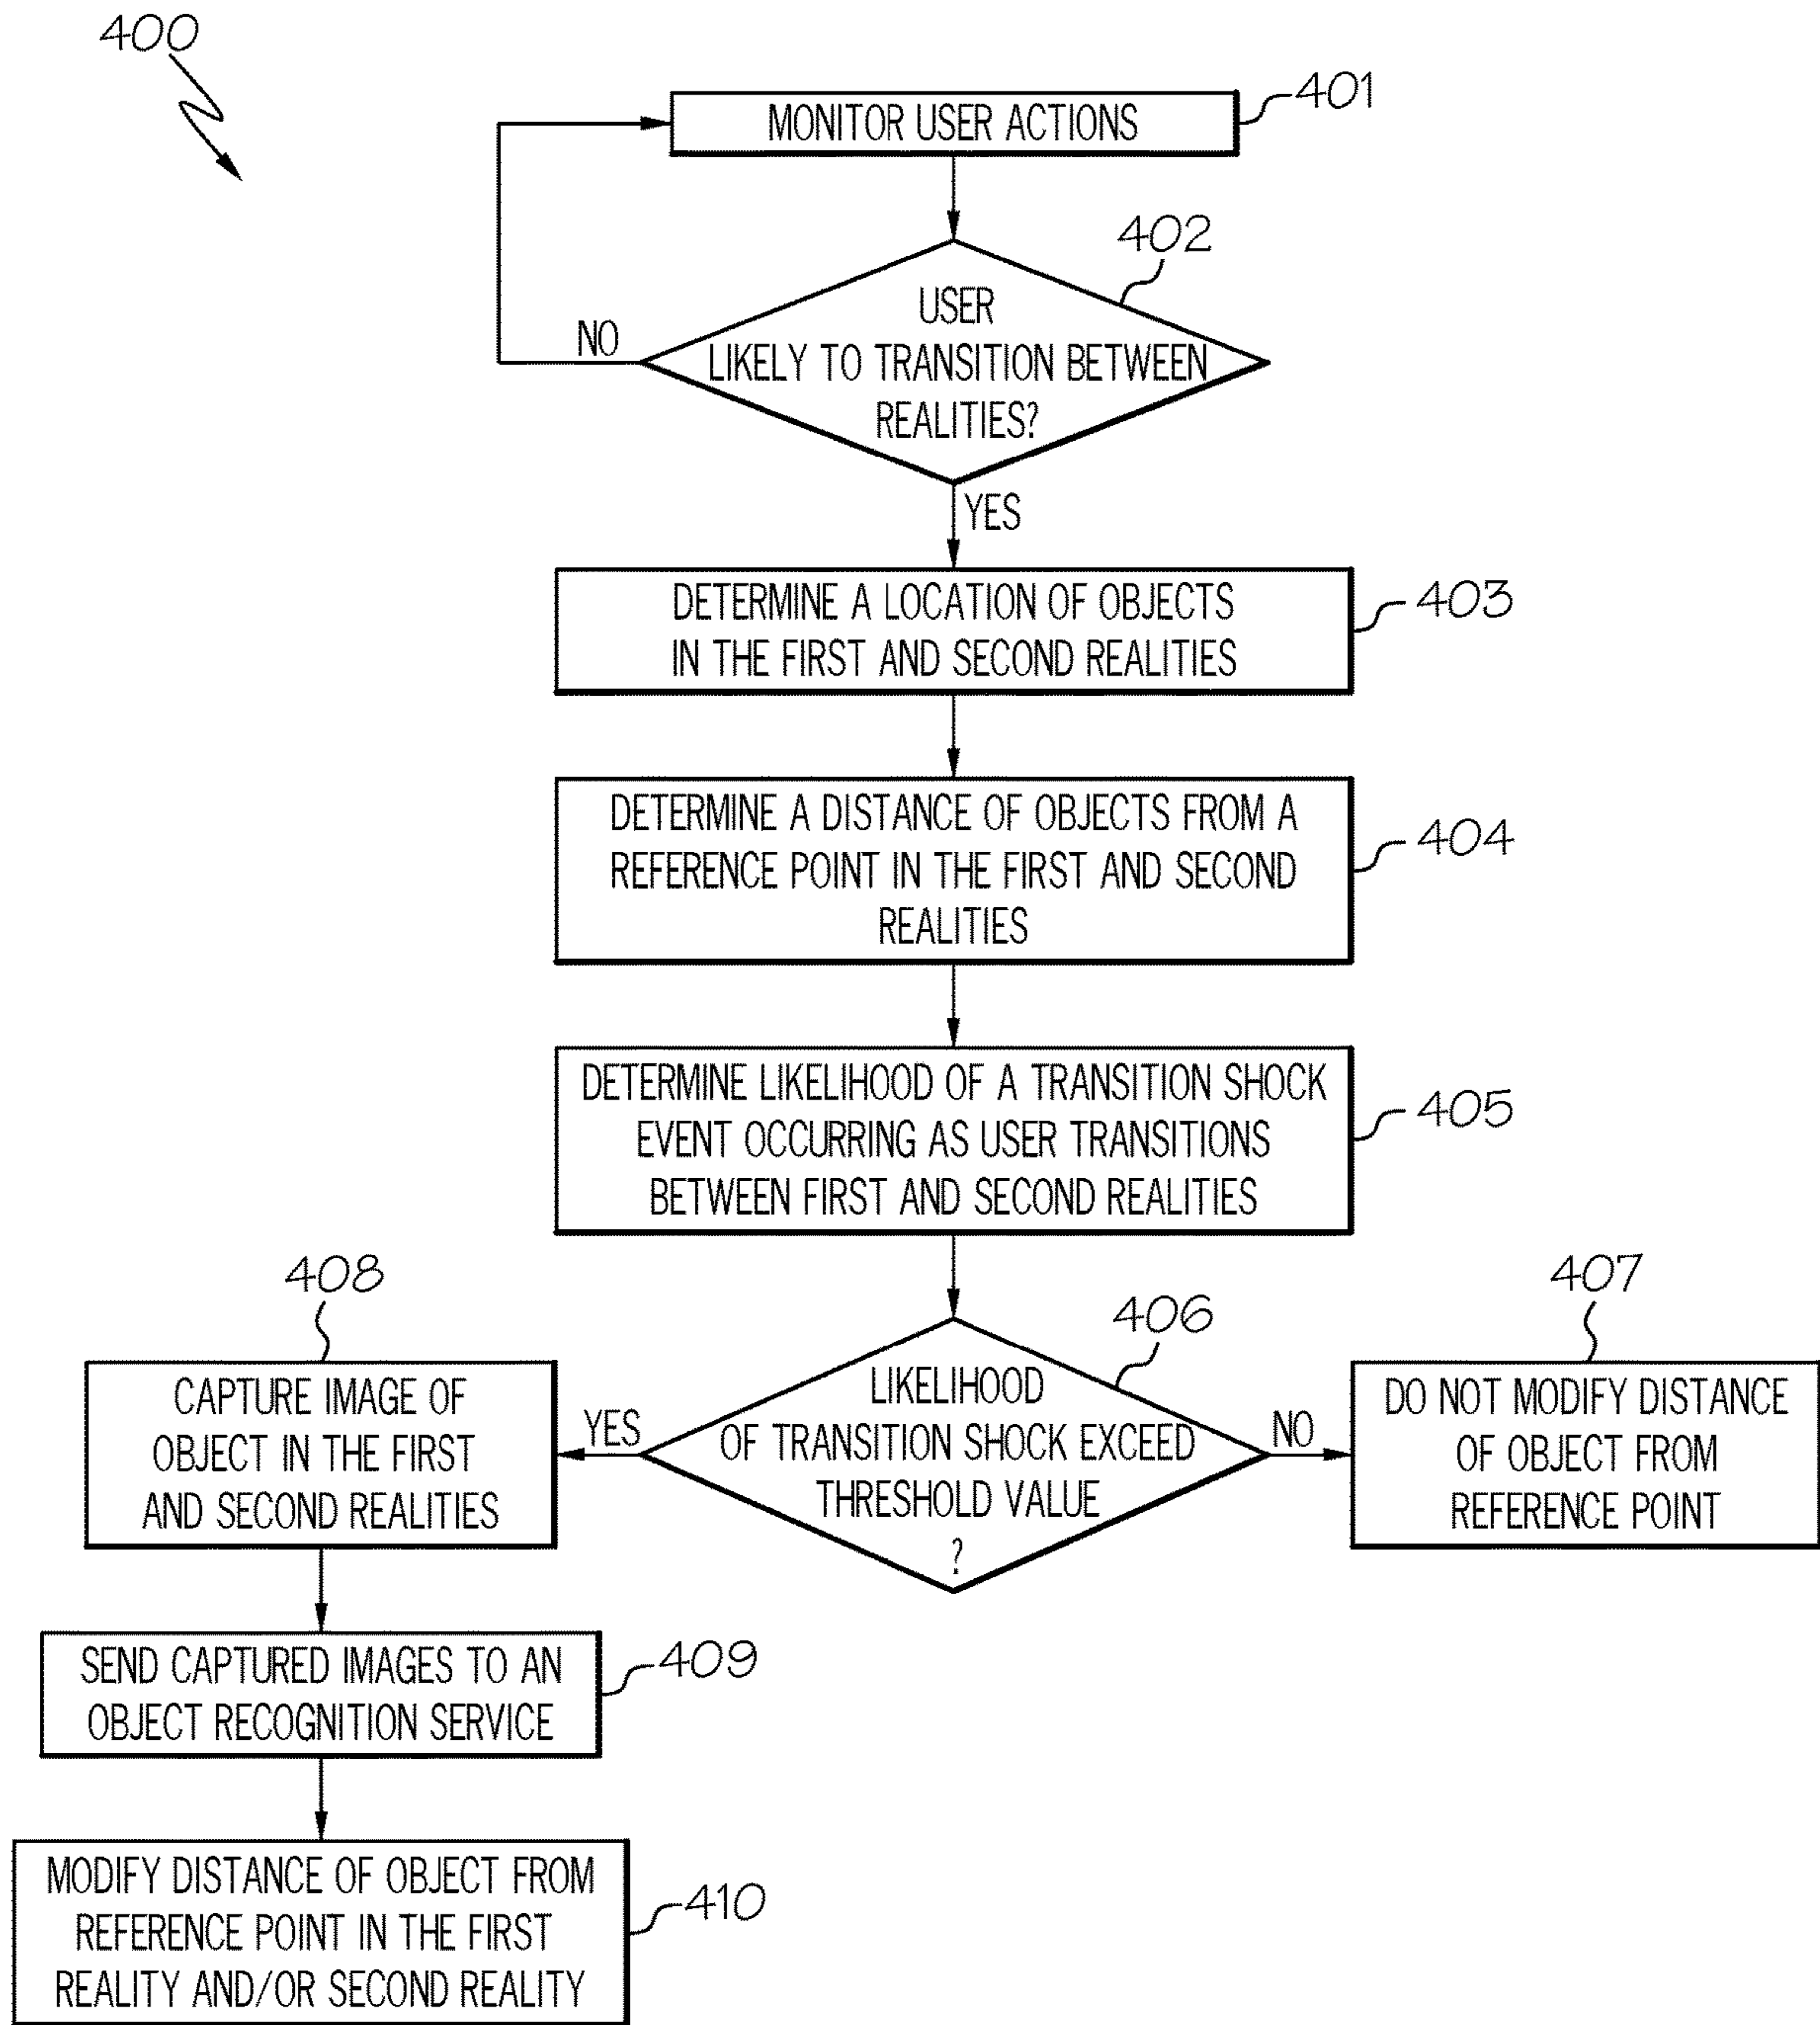 400
MONITOR USER ACTIONS
401
402
USER
LIKELY TO TRANSITION BETWEEN
REALITIES?
NO
YES
DETERMINE A LOCATION OF OBJECTS
IN THE FIRST AND SECOND REALITIES
403
DETERMINE A DISTANCE OF OBJECTS FROM A
REFERENCE POINT IN THE FIRST AND SECOND
REALITIES
404
DETERMINE LIKELIHOOD OF A TRANSITION SHOCK
EVENT OCCURRING AS USER TRANSITIONS
BETWEEN FIRST AND SECOND REALITIES
405
406
LIKELIHOOD
OF TRANSITION SHOCK EXCEED
THRESHOLD VALUE
?
NO
407
DO NOT MODIFY DISTANCE
OF OBJECT FROM
REFERENCE POINT
YES
408
CAPTURE IMAGE OF
OBJECT IN THE FIRST
AND SECOND REALITIES
SEND CAPTURED IMAGES TO AN
OBJECT RECOGNITION SERVICE
409
MODIFY DISTANCE OF OBJECT FROM
REFERENCE POINT IN THE FIRST
REALITY AND/OR SECOND REALITY
410